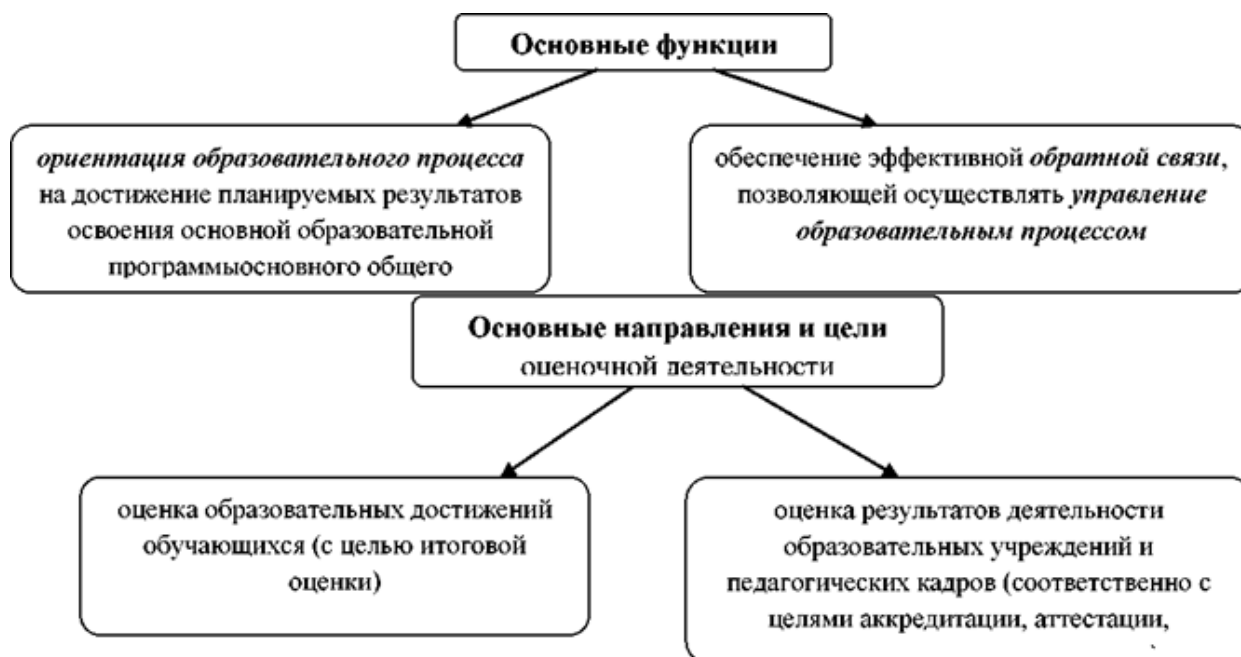 Основные функции
ориентация образовательного процесса
на достижение планируемых результатов
освоения основной образовательной
программыосновного общего
обеспечение эффективной обратной связи,
позволяющей осуществлять управление
образовательным процессом
Основные направления и цели
оценочной деятельности
оценка образовательных достижений
обучающихся (с целью итоговой
оценки)
оценка результатов деятельности
образовательных учреждений и
педагогических кадров (соответственно с
целями аккредитации, аттестации,